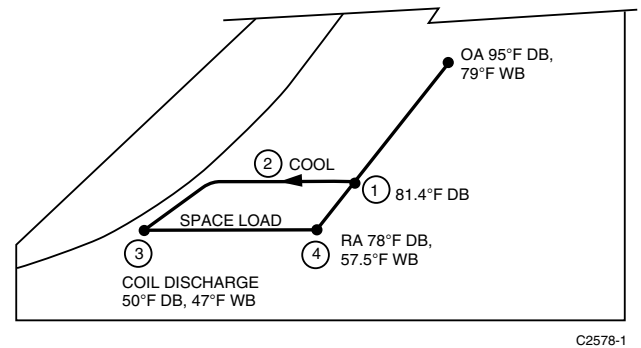 OA 95°F DB,
79°F WB
2 COOL
1 81.4°F DB
SPACE LOAD
3
4 RA 78°F DB,
57.5°F WB
COIL DISCHARGE
50°F DB, 47°F WB
C2578-1